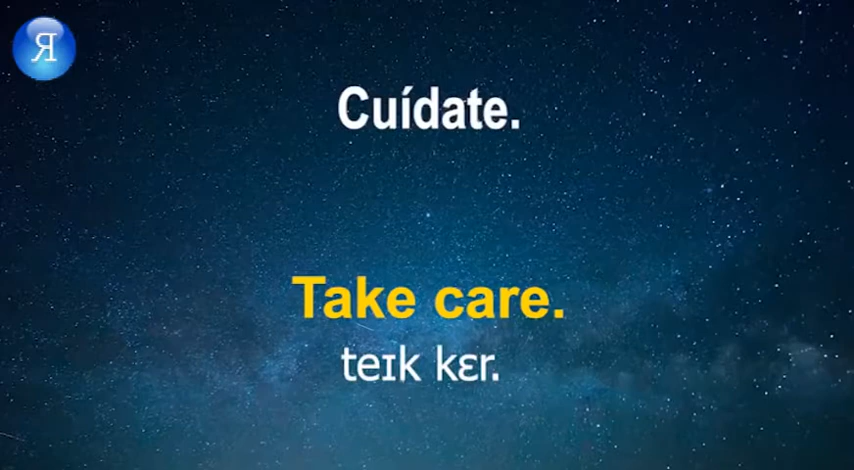 Я
Cuídate.
Take care.
teɪk kɛr.